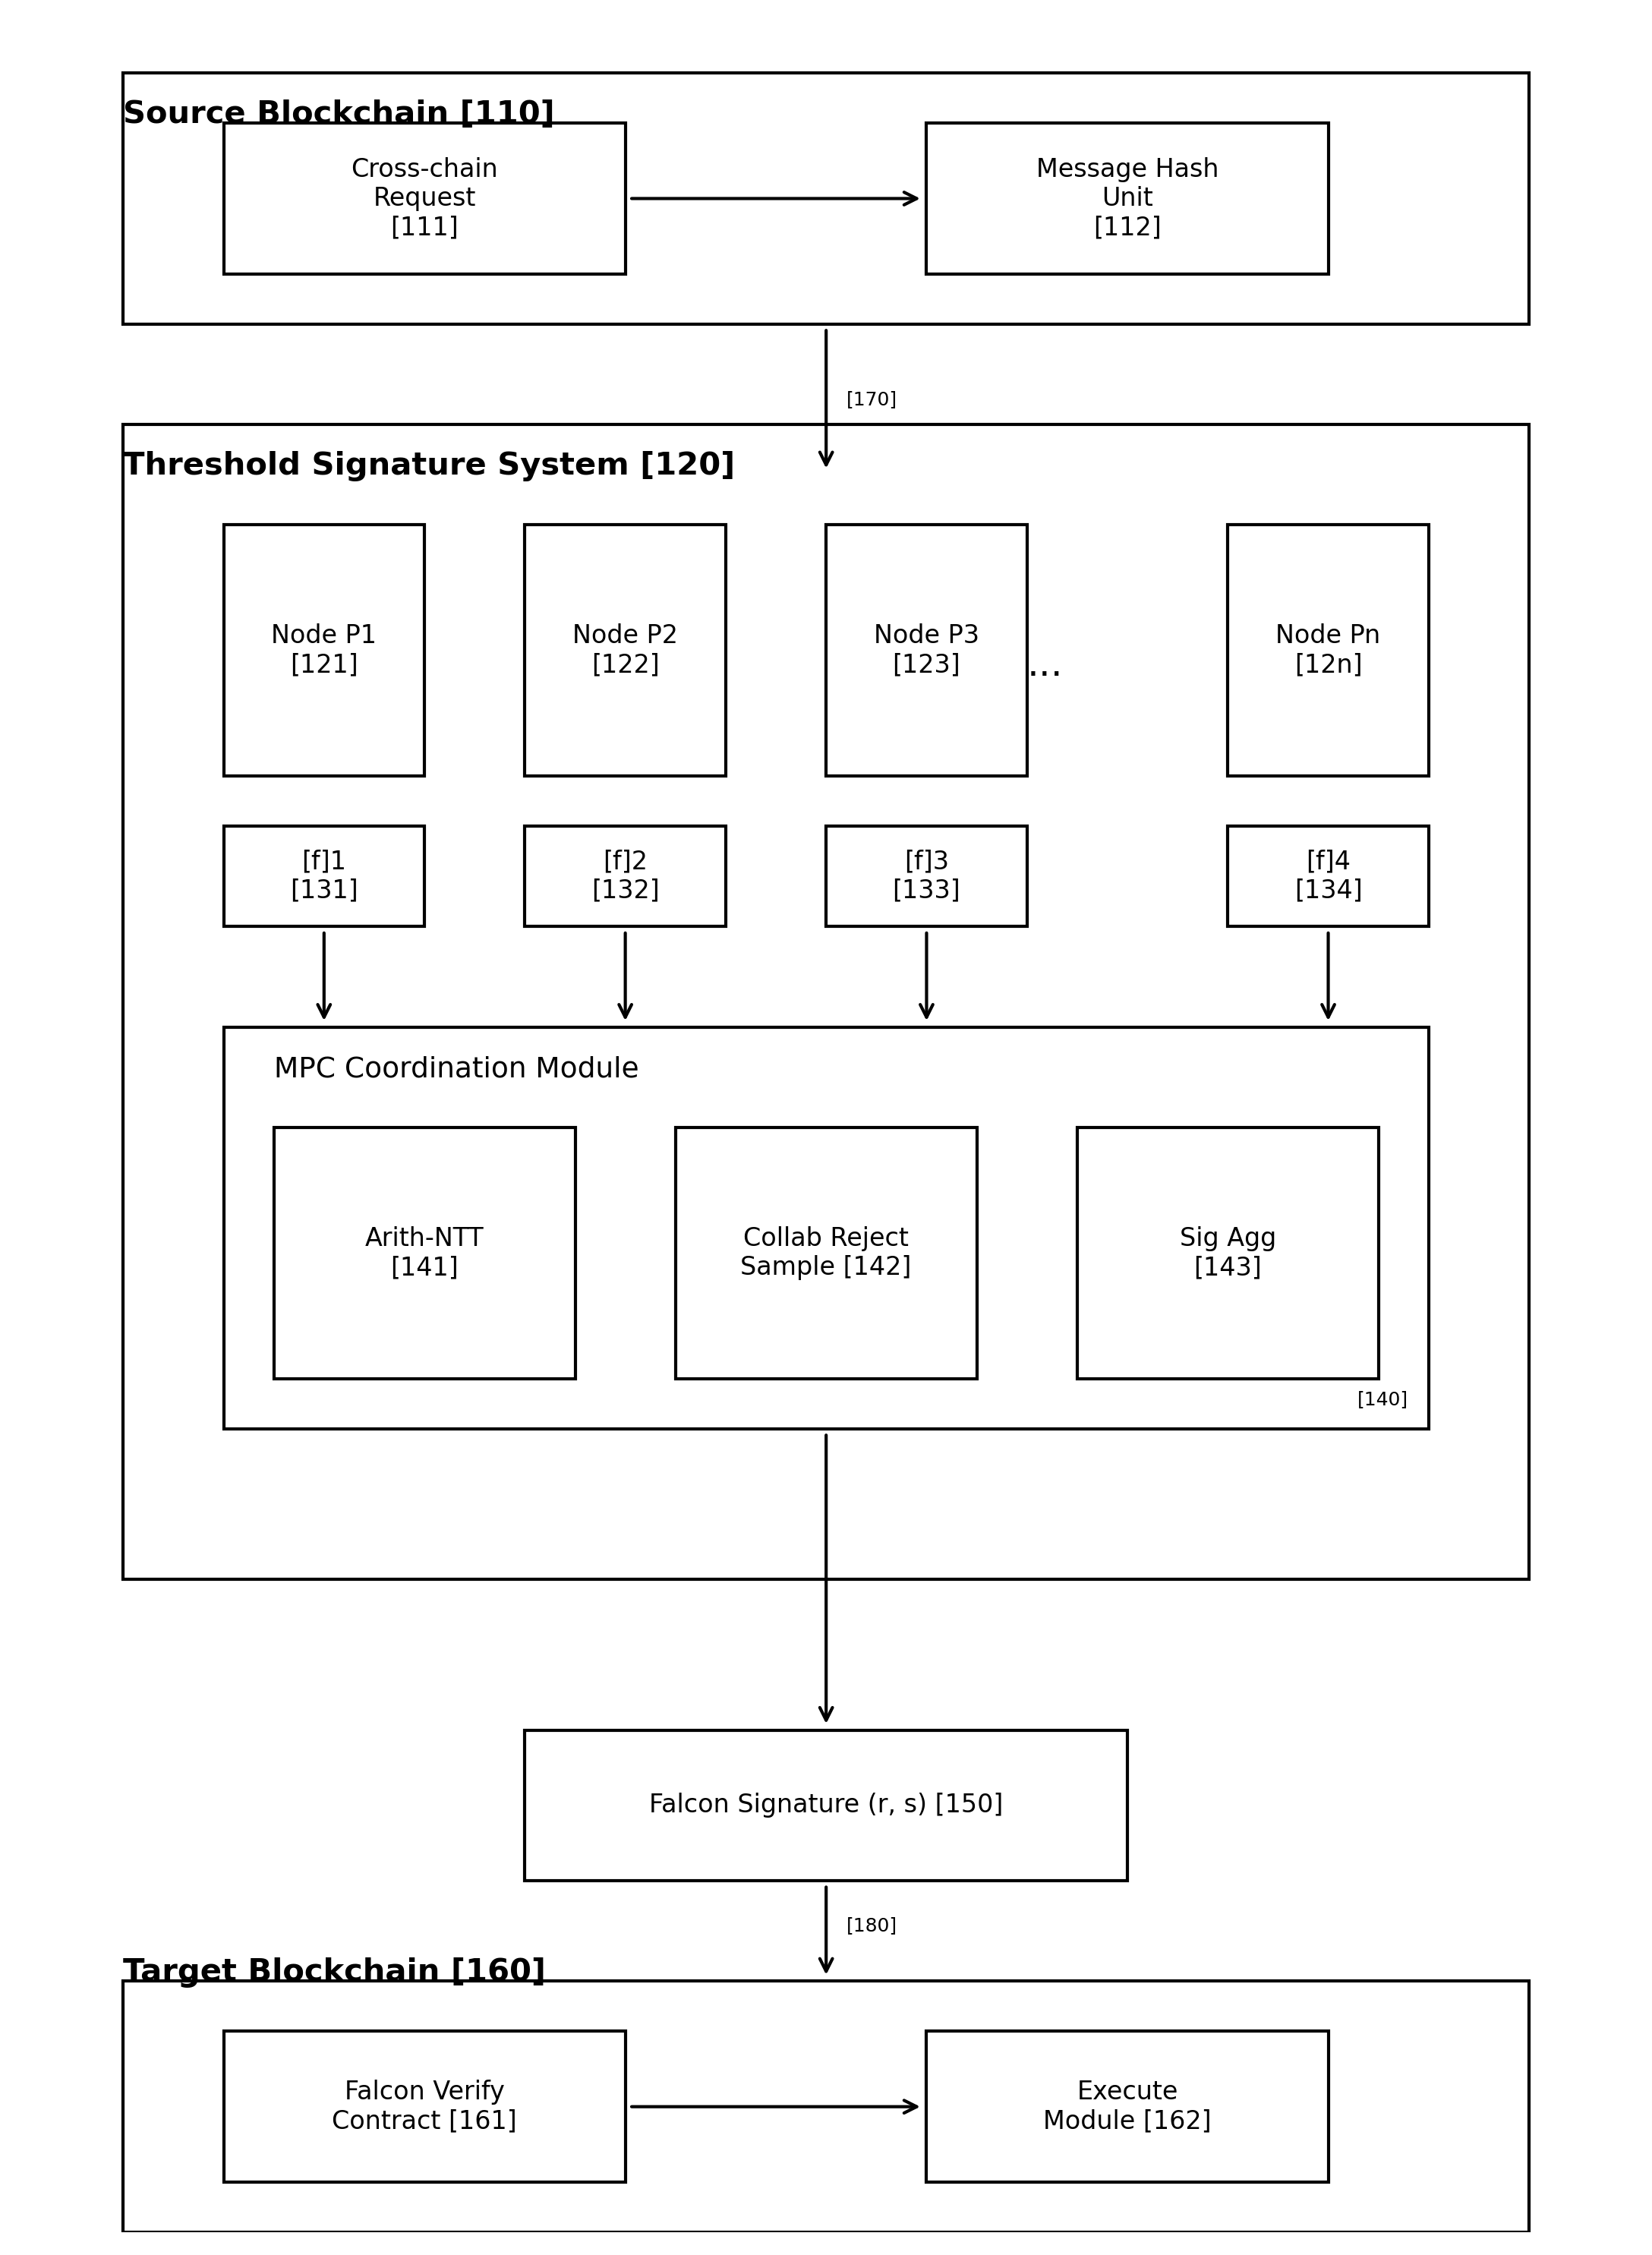 Source Blockchain [110]
Cross-chain
Request
[111]
Message Hash
Unit
[112]
[170]
Threshold Signature System [120]
Node P1
[121]
Node P2
[122]
Node P3
[123]
...
Node Pn
[12n]
[f]1
[131]
[f]2
[132]
[f]3
[133]
[f]4
[134]
MPC Coordination Module
Arith-NTT
[141]
Collab Reject
Sample [142]
Sig Agg
[143]
[140]
Falcon Signature (r, s) [150]
[180]
Target Blockchain [160]
Falcon Verify
Contract [161]
Execute
Module [162]